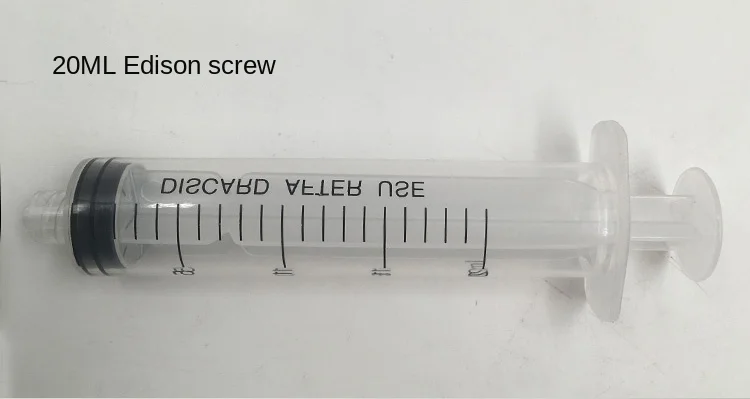 20ML Edison screw
DISCARD AFTER USE